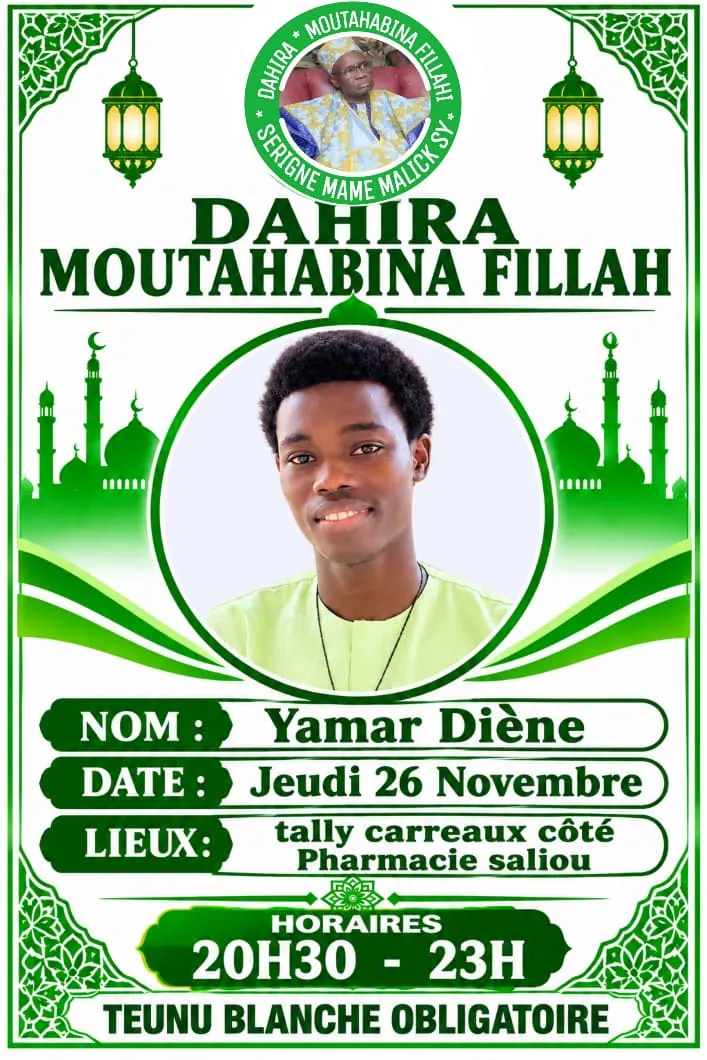 DAHIRA * MOUTAHABINA FILLAHI
* SERIGNE MAME MALICK SY *
DAHIRA
MOUTAHABINA FILLAH
NOM : Yamar Diène
DATE : Jeudi 26 Novembre
LIEUX: tally carreaux côté
Pharmacie saliou
HORAIRES
20H30 - 23H
TEUNU BLANCHE OBLIGATOIRE